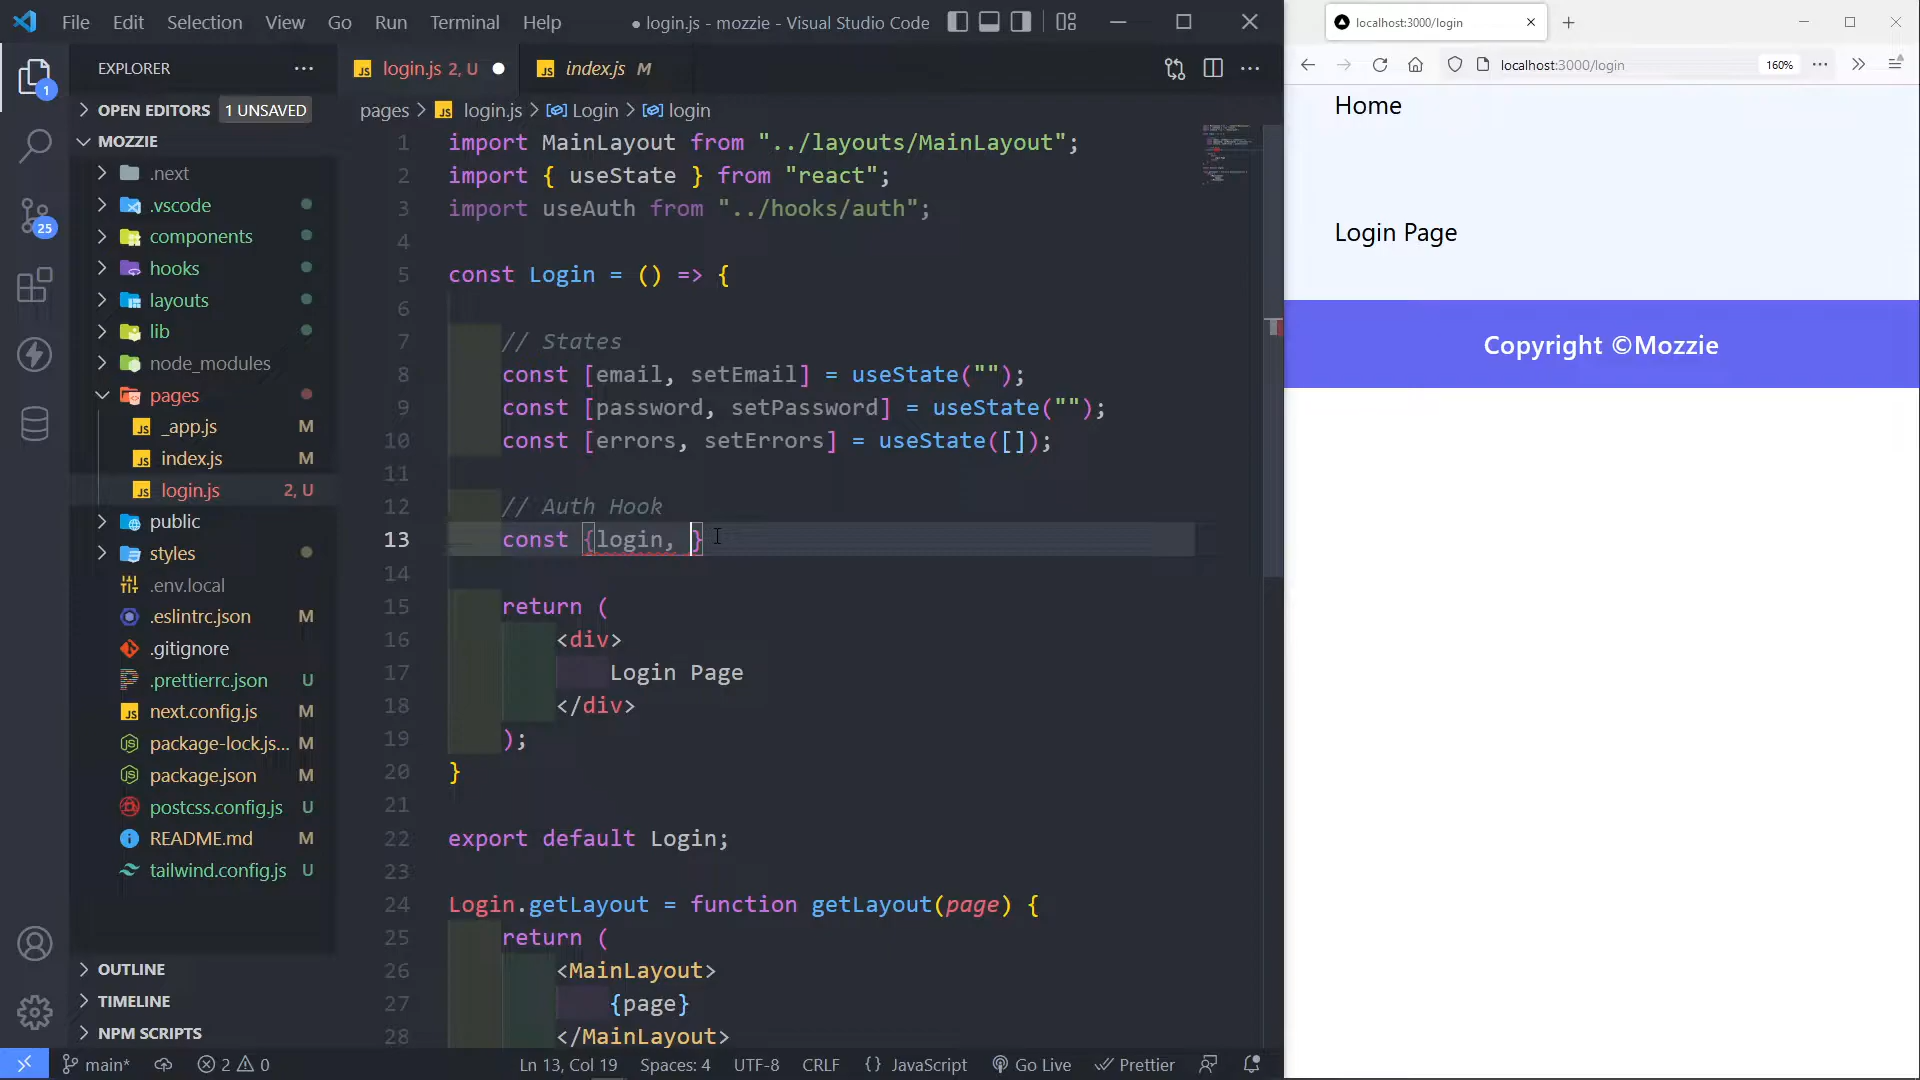 File Edit Selection View Go Run Terminal Help
● login.js - mozzie - Visual Studio Code
localhost:3000/login
EXPLORER
login.js 2, U
index.js M
localhost:3000/login
160%
1
OPEN EDITORS 1 UNSAVED
pages > login.js > Login > login
Home
MOZZIE
.next
.vscode
components
hooks
layouts
lib
node_modules
pages
_app.js M
index.js M
login.js 2, U
public
styles
.env.local
.eslintrc.json M
.gitignore
.prettierrc.json U
next.config.js M
package-lock.js... M
package.json M
postcss.config.js U
README.md M
tailwind.config.js U
OUTLINE
TIMELINE
NPM SCRIPTS
25
1 import MainLayout from "../layouts/MainLayout";
2 import { useState } from "react";
3 import useAuth from "../hooks/auth";
4
5 const Login = () => {
6
7 // States
8 const [email, setEmail] = useState("");
9 const [password, setPassword] = useState("");
10 const [errors, setErrors] = useState([]);
11
12 // Auth Hook
13 const {login, }
14
15 return (
16 <div>
17 Login Page
18 </div>
19 );
20 }
21
22 export default Login;
23
24 Login.getLayout = function getLayout(page) {
25 return (
26 <MainLayout>
27 {page}
28 </MainLayout>
Login Page
Copyright ©Mozzie
main* 2 0 Ln 13, Col 19 Spaces: 4 UTF-8 CRLF {} JavaScript Go Live Prettier